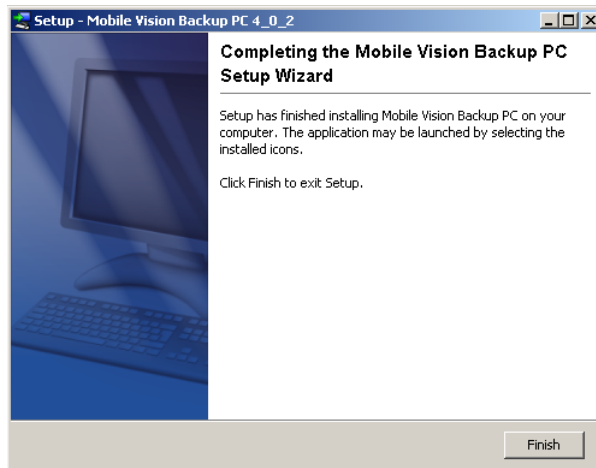 Setup - Mobile Vision Backup PC 4_0_2
Completing the Mobile Vision Backup PC
Setup Wizard
Setup has finished installing Mobile Vision Backup PC on your
computer. The application may be launched by selecting the
installed icons.
Click Finish to exit Setup.
Finish